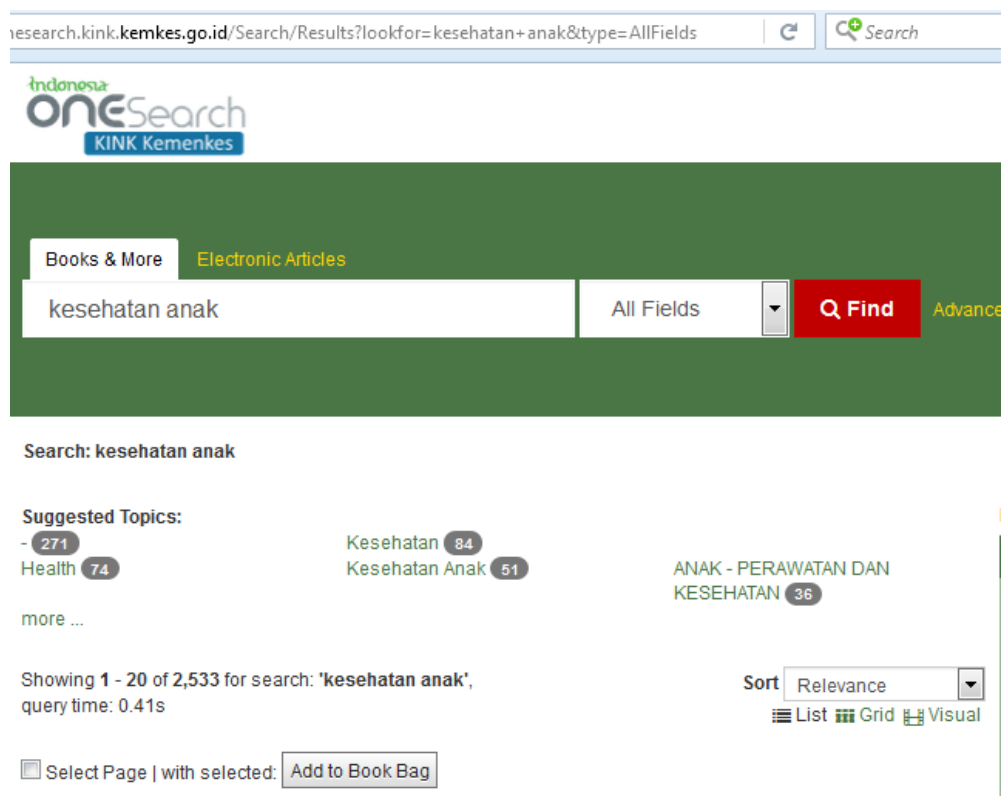 nesearch.kink.kemkes.go.id/Search/Results?lookfor=kesehatan+anak&type=AllFields
Search
Indonesia
OneSearch
KINK Kemenkes
Books & More
Electronic Articles
kesehatan anak
All Fields
Find
Advance
Search: kesehatan anak
Suggested Topics:
- 271
Kesehatan 84
Health 74
Kesehatan Anak 51
ANAK - PERAWATAN DAN
KESEHATAN 36
more ...
Showing 1 - 20 of 2,533 for search: 'kesehatan anak',
query time: 0.41s
Sort Relevance
List Grid Visual
Select Page | with selected: Add to Book Bag